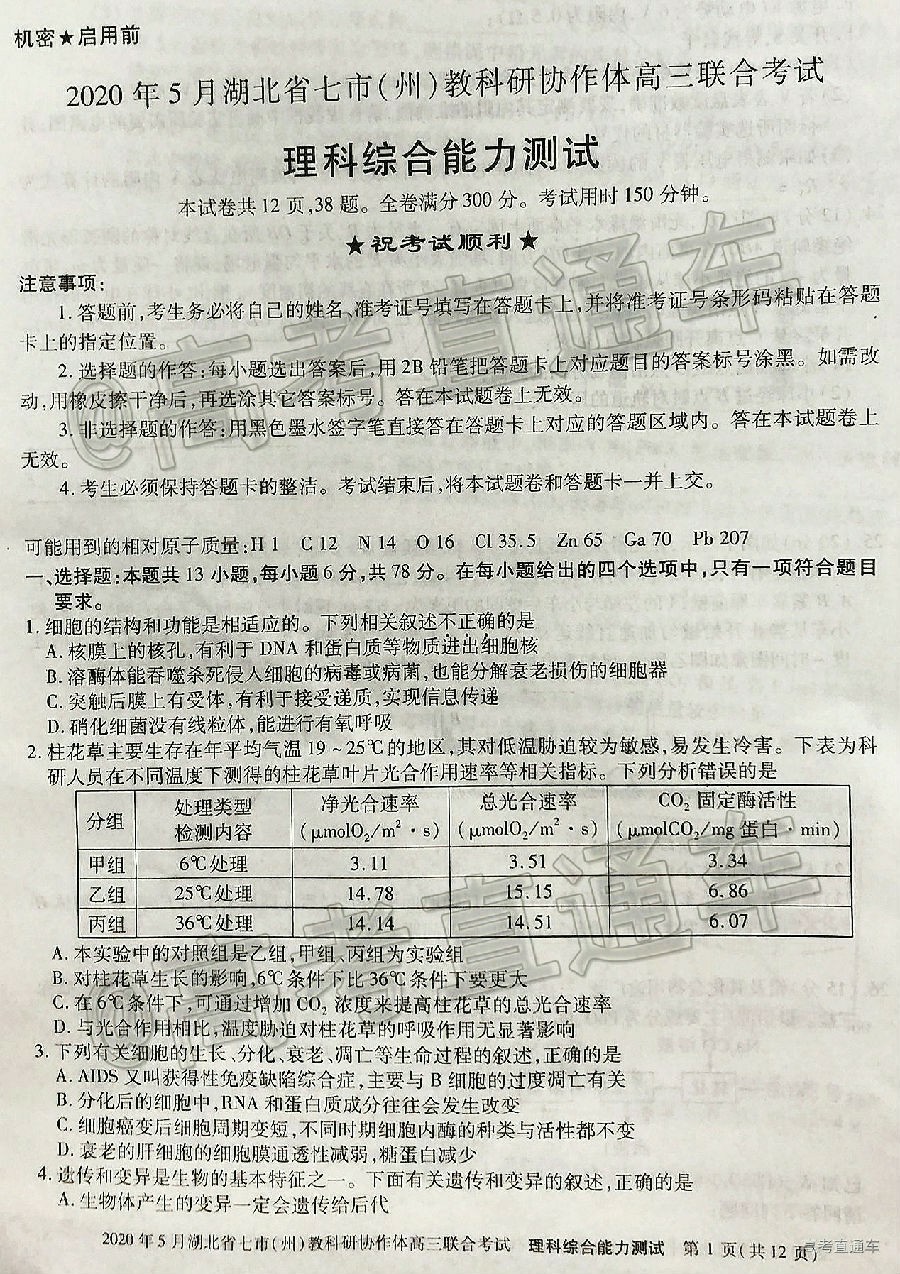 机密★启用前
2020年5月湖北省七市(州)教科研协作体高三联合考试
理科综合能力测试
本试卷共12页,38题。全卷满分300分。考试用时150分钟。
★祝考试顺利★
注意事项:
1. 答题前,考生务必将自己的姓名、准考证号填写在答题卡上,并将准考证号条形码粘贴在答题
卡上的指定位置。
2. 选择题的作答:每小题选出答案后,用2B铅笔把答题卡上对应题目的答案标号涂黑。如需改
动,用橡皮擦干净后,再选涂其它答案标号。答在本试题卷上无效。
3. 非选择题的作答:用黑色墨水签字笔直接答在答题卡上对应的答题区域内。答在本试题卷上
无效。
4. 考生必须保持答题卡的整洁。考试结束后,将本试题卷和答题卡一并上交。
可能用到的相对原子质量:H 1 C 12 N 14 O 16 Cl 35.5 Zn 65 Ga 70 Pb 207
一、选择题:本题共13小题,每小题6分,共78分。在每小题给出的四个选项中,只有一项符合题目
要求。
1. 细胞的结构和功能是相适应的。下列相关叙述不正确的是
A. 核膜上的核孔,有利于DNA和蛋白质等物质进出细胞核
B. 溶酶体能吞噬杀死侵入细胞的病毒或病菌,也能分解衰老损伤的细胞器
C. 突触后膜上有受体,有利于接受递质,实现信息传递
D. 硝化细菌没有线粒体,能进行有氧呼吸
2. 柱花草主要生存在年平均气温19~25℃的地区,其对低温胁迫较为敏感,易发生冷害。下表为科
研人员在不同温度下测得的柱花草叶片光合作用速率等相关指标。下列分析错误的是
分组 处理类型 检测内容 净光合速率 (μmolO₂/m²·s) 总光合速率 (μmolO₂/m²·s) CO₂固定酶活性 (μmolCO₂/mg蛋白·min)
甲组 6℃处理 3.11 3.51 3.34
乙组 25℃处理 14.78 15.15 6.86
丙组 36℃处理 14.14 14.51 6.07
A. 本实验中的对照组是乙组,甲组、丙组为实验组
B. 对柱花草生长的影响,6℃条件下比36℃条件下要更大
C. 在6℃条件下,可通过增加CO₂浓度来提高柱花草的总光合速率
D. 与光合作用相比,温度胁迫对柱花草的呼吸作用无显著影响
3. 下列有关细胞的生长、分化、衰老、凋亡等生命过程的叙述,正确的是
A. AIDS又叫获得性免疫缺陷综合症,主要与B细胞的过度凋亡有关
B. 分化后的细胞中,RNA和蛋白质成分往往会发生改变
C. 细胞癌变后细胞周期变短,不同时期细胞内酶的种类与活性都不变
D. 衰老的肝细胞的细胞膜通透性减弱,糖蛋白减少
4. 遗传和变异是生物的基本特征之一。下面有关遗传和变异的叙述,正确的是
A. 生物体产生的变异一定会遗传给后代
2020年5月湖北省七市(州)教科研协作体高三联合考试 理科综合能力测试 第1页(共12页)
@高考直通车
高考直通车
高考直通车